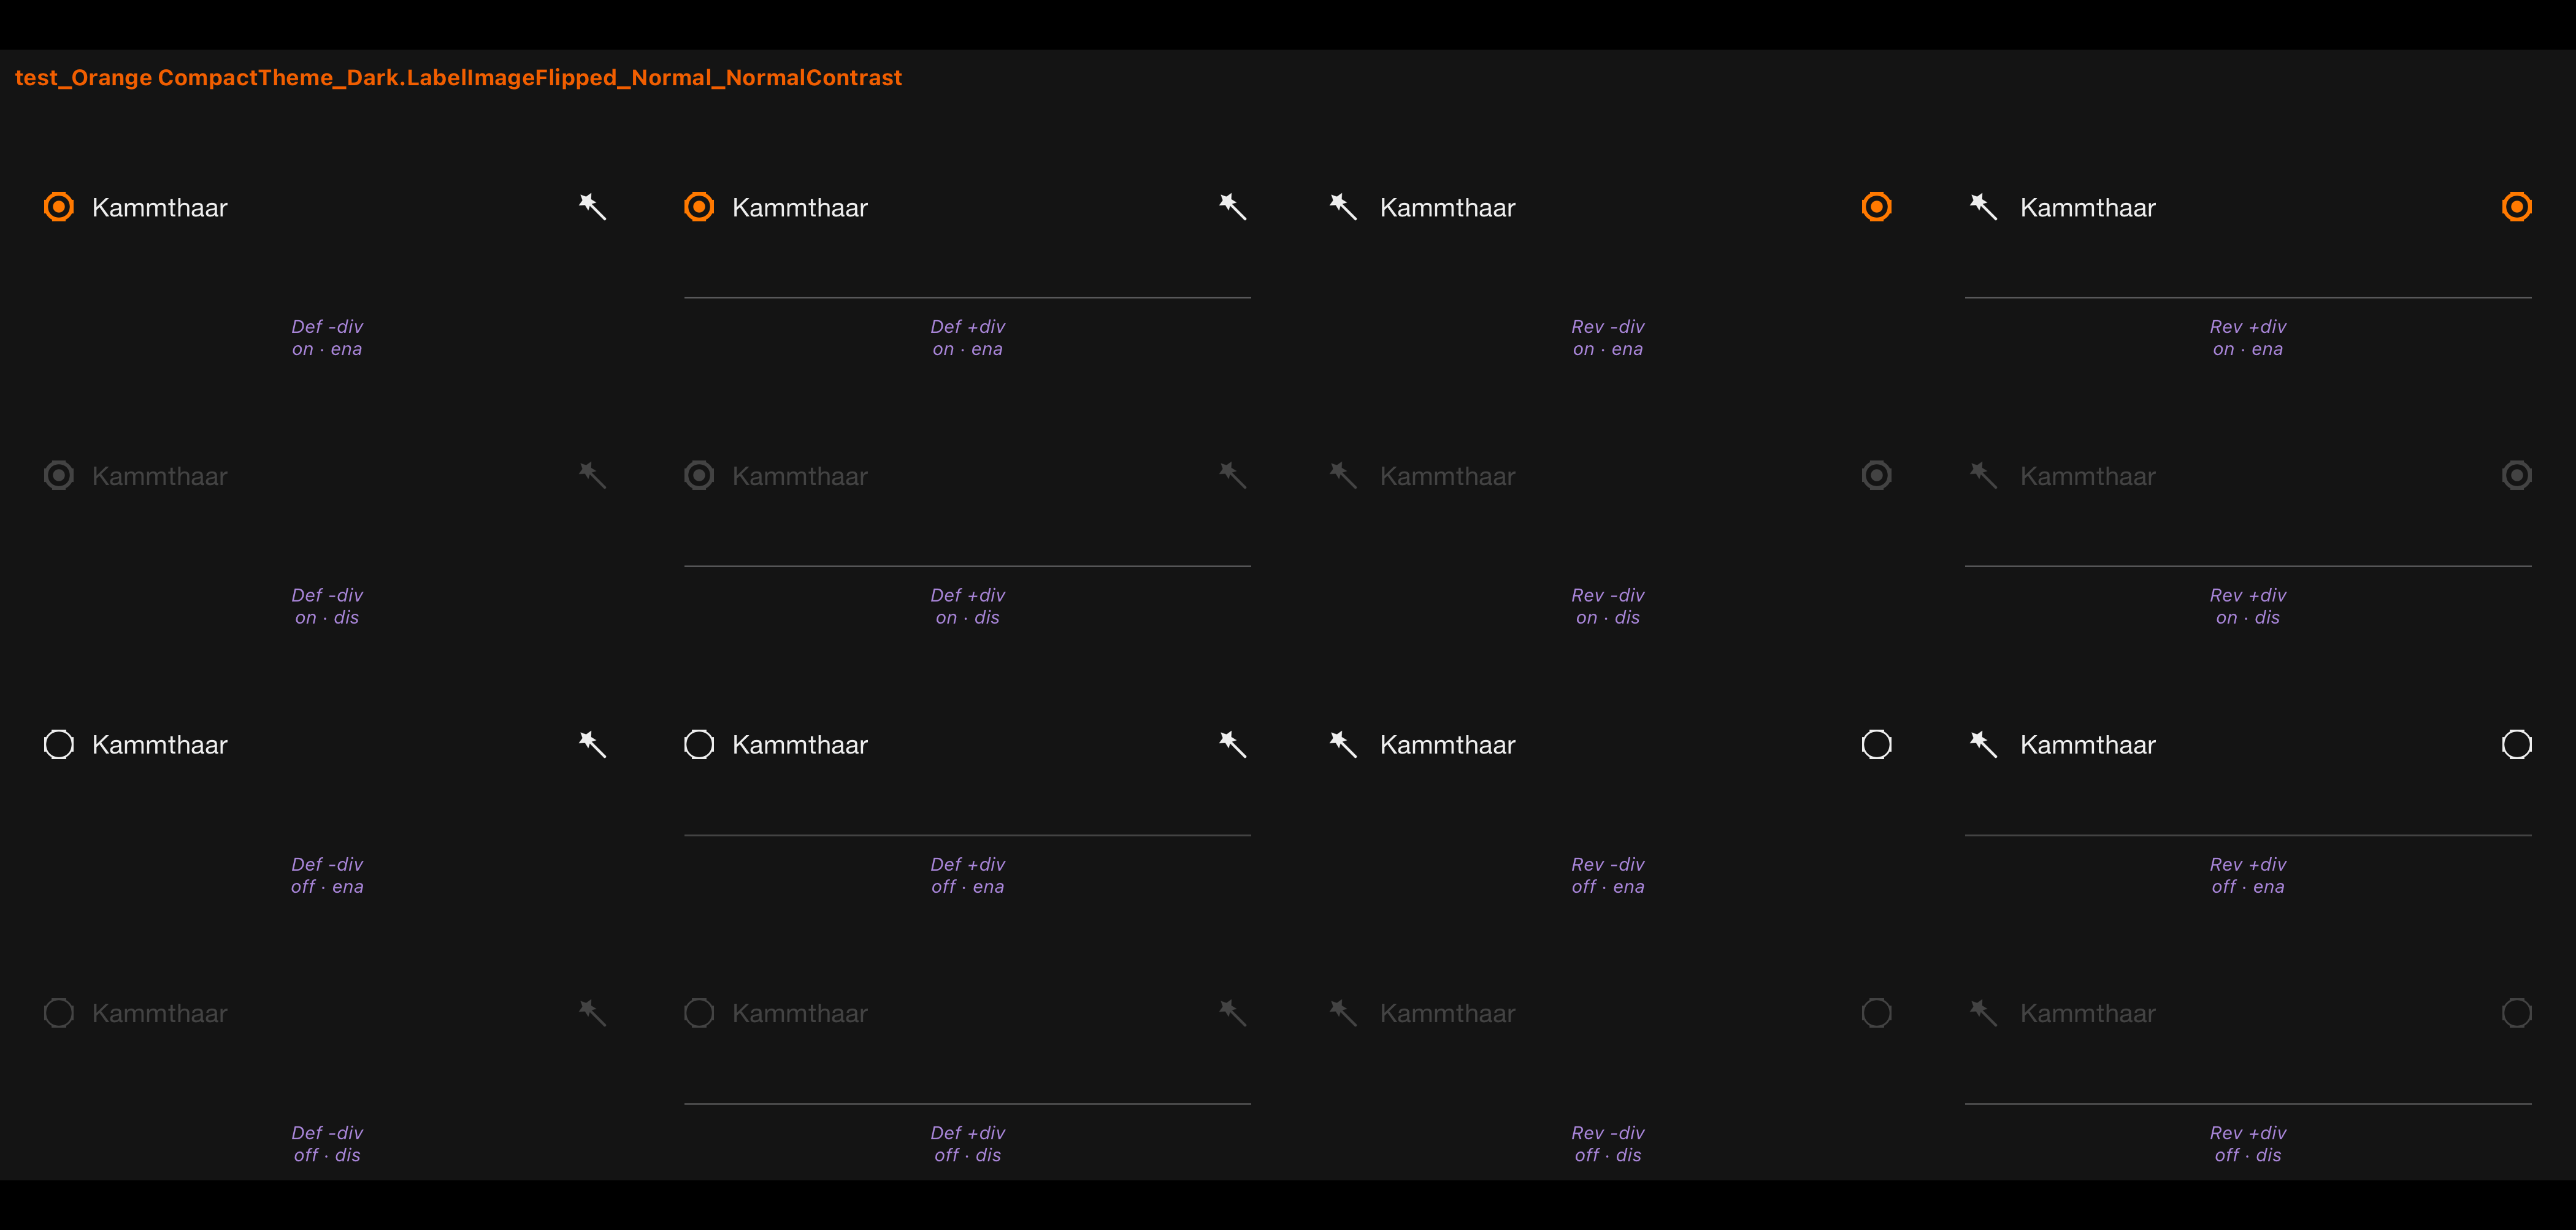 test_Orange CompactTheme_Dark.LabelImageFlipped_Normal_NormalContrast
Kammthaar
Kammthaar
Kammthaar
Kammthaar
Def -div
on · ena
Def +div
on · ena
Rev -div
on · ena
Rev +div
on · ena
Kammthaar
Kammthaar
Kammthaar
Kammthaar
Def -div
on · dis
Def +div
on · dis
Rev -div
on · dis
Rev +div
on · dis
Kammthaar
Kammthaar
Kammthaar
Kammthaar
Def -div
off · ena
Def +div
off · ena
Rev -div
off · ena
Rev +div
off · ena
Kammthaar
Kammthaar
Kammthaar
Kammthaar
Def -div
off · dis
Def +div
off · dis
Rev -div
off · dis
Rev +div
off · dis